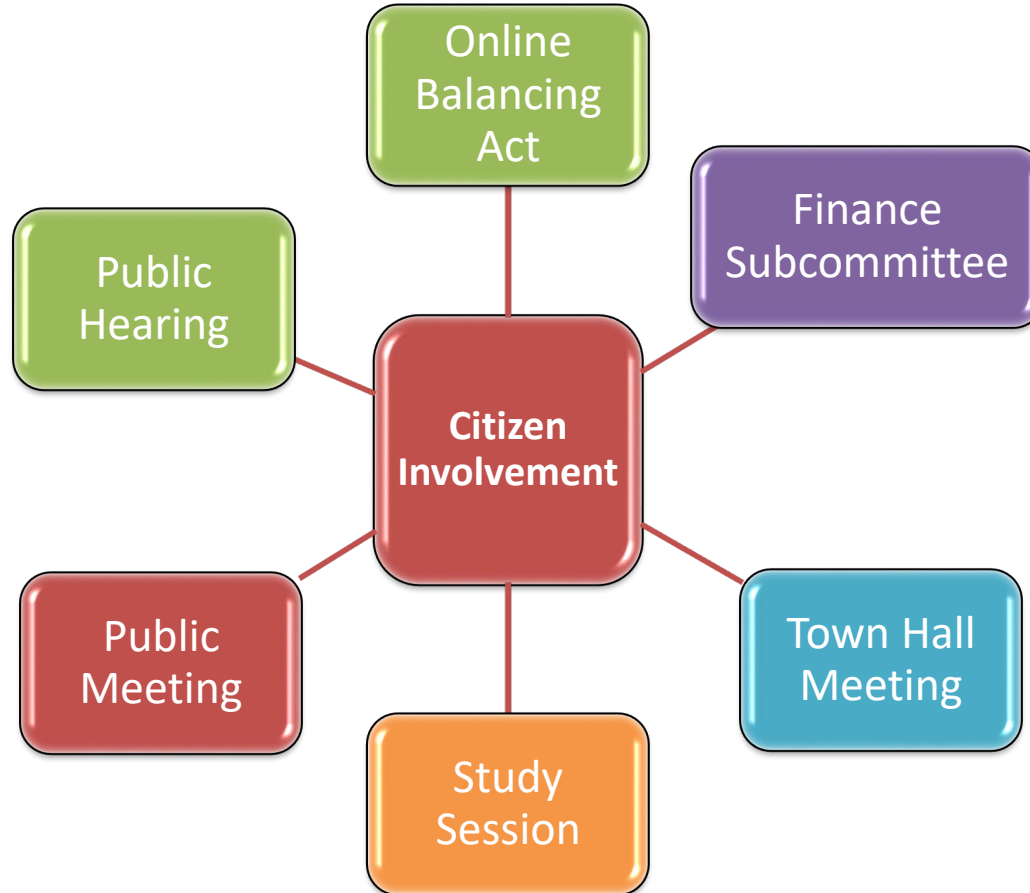 Online
Balancing
Act
Finance
Subcommittee
Public
Hearing
Citizen
Involvement
Public
Meeting
Town Hall
Meeting
Study
Session